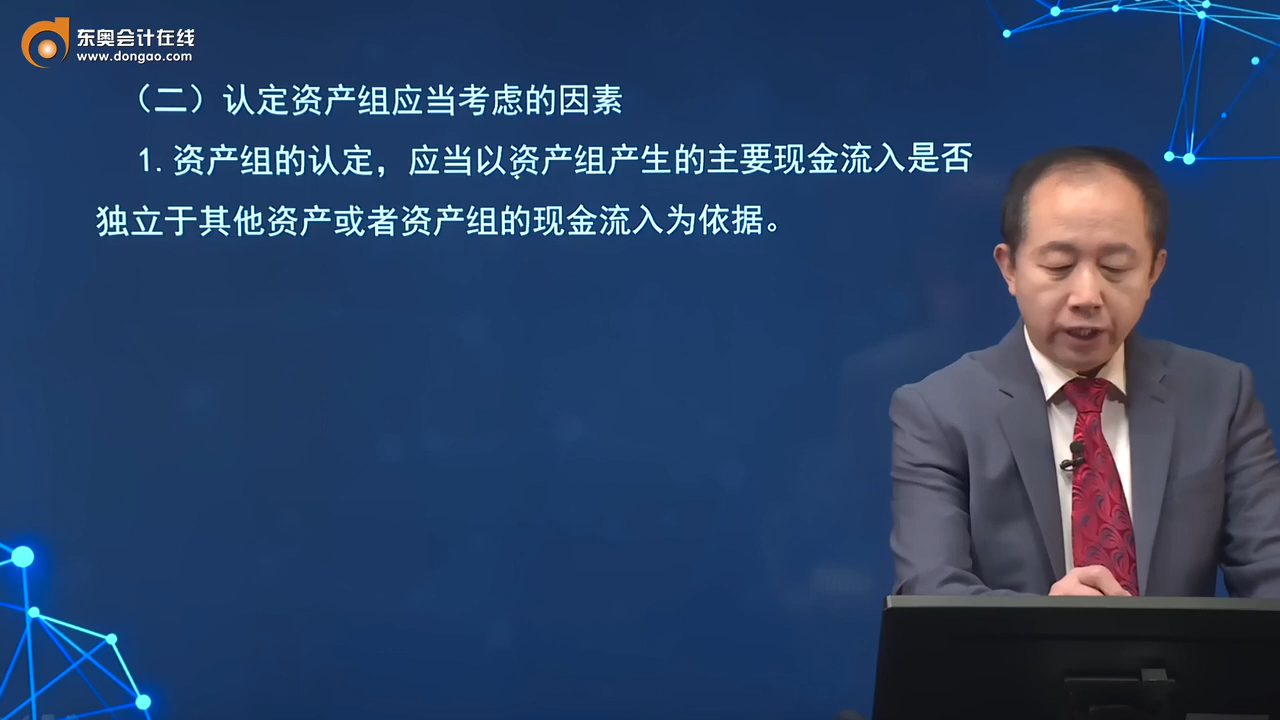 东奥会计在线
www.dongao.com
（二）认定资产组应当考虑的因素
1.资产组的认定，应当以资产组产生的主要现金流入是否
独立于其他资产或者资产组的现金流入为依据。